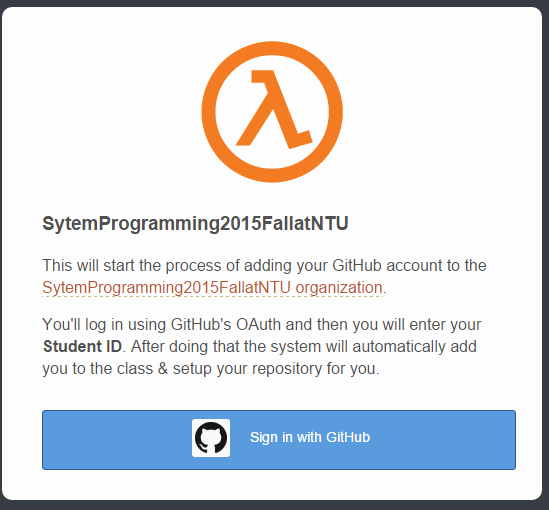 SytemProgramming2015FallatNTU
This will start the process of adding your GitHub account to the
SytemProgramming2015FallatNTU organization.
You'll log in using GitHub's OAuth and then you will enter your
Student ID. After doing that the system will automatically add
you to the class & setup your repository for you.
Sign in with GitHub